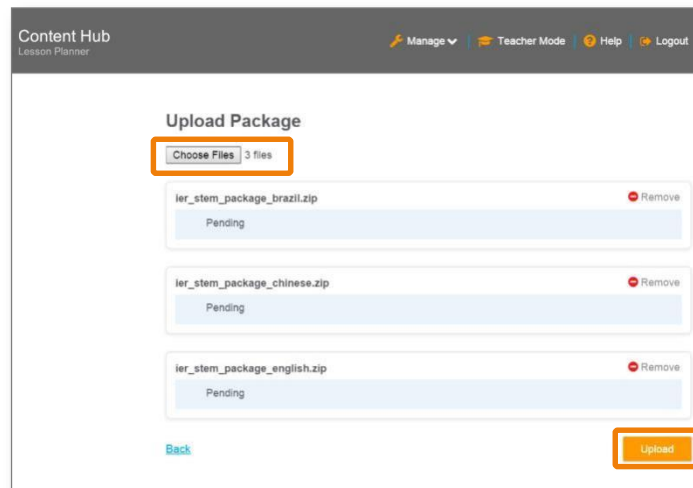 Content Hub
Lesson Planner
Manage Teacher Mode Help Logout
Upload Package
Choose Files 3 files
ier_stem_package_brazil.zip Remove
Pending
ier_stem_package_chinese.zip Remove
Pending
ier_stem_package_english.zip Remove
Pending
Back Upload